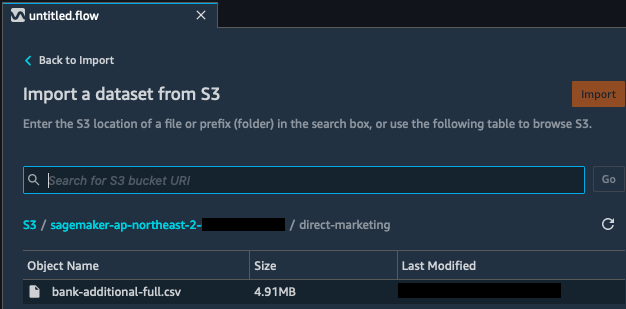 untitled.flow
Back to Import
Import a dataset from S3
Import
Enter the S3 location of a file or prefix (folder) in the search box, or use the following table to browse S3.
Search for S3 bucket URI
Go
S3 / sagemaker-ap-northeast-2- / direct-marketing
Object Name Size Last Modified
bank-additional-full.csv 4.91MB